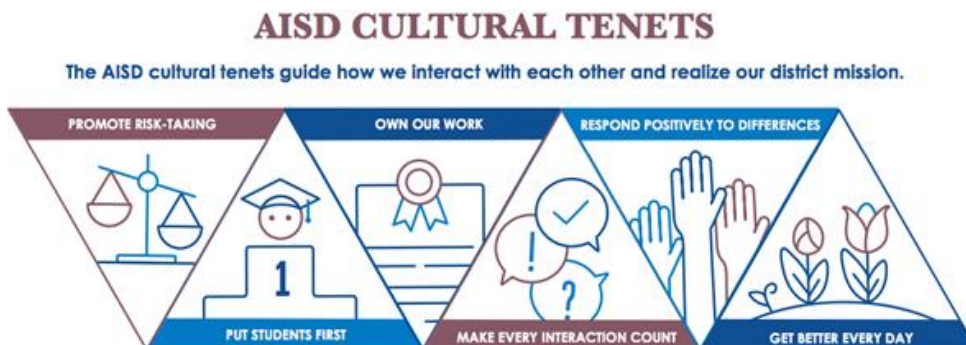 AISD CULTURAL TENETS
The AISD cultural tenets guide how we interact with each other and realize our district mission.
PROMOTE RISK-TAKING
OWN OUR WORK
RESPOND POSITIVELY TO DIFFERENCES
1
!
?
PUT STUDENTS FIRST
MAKE EVERY INTERACTION COUNT
GET BETTER EVERY DAY